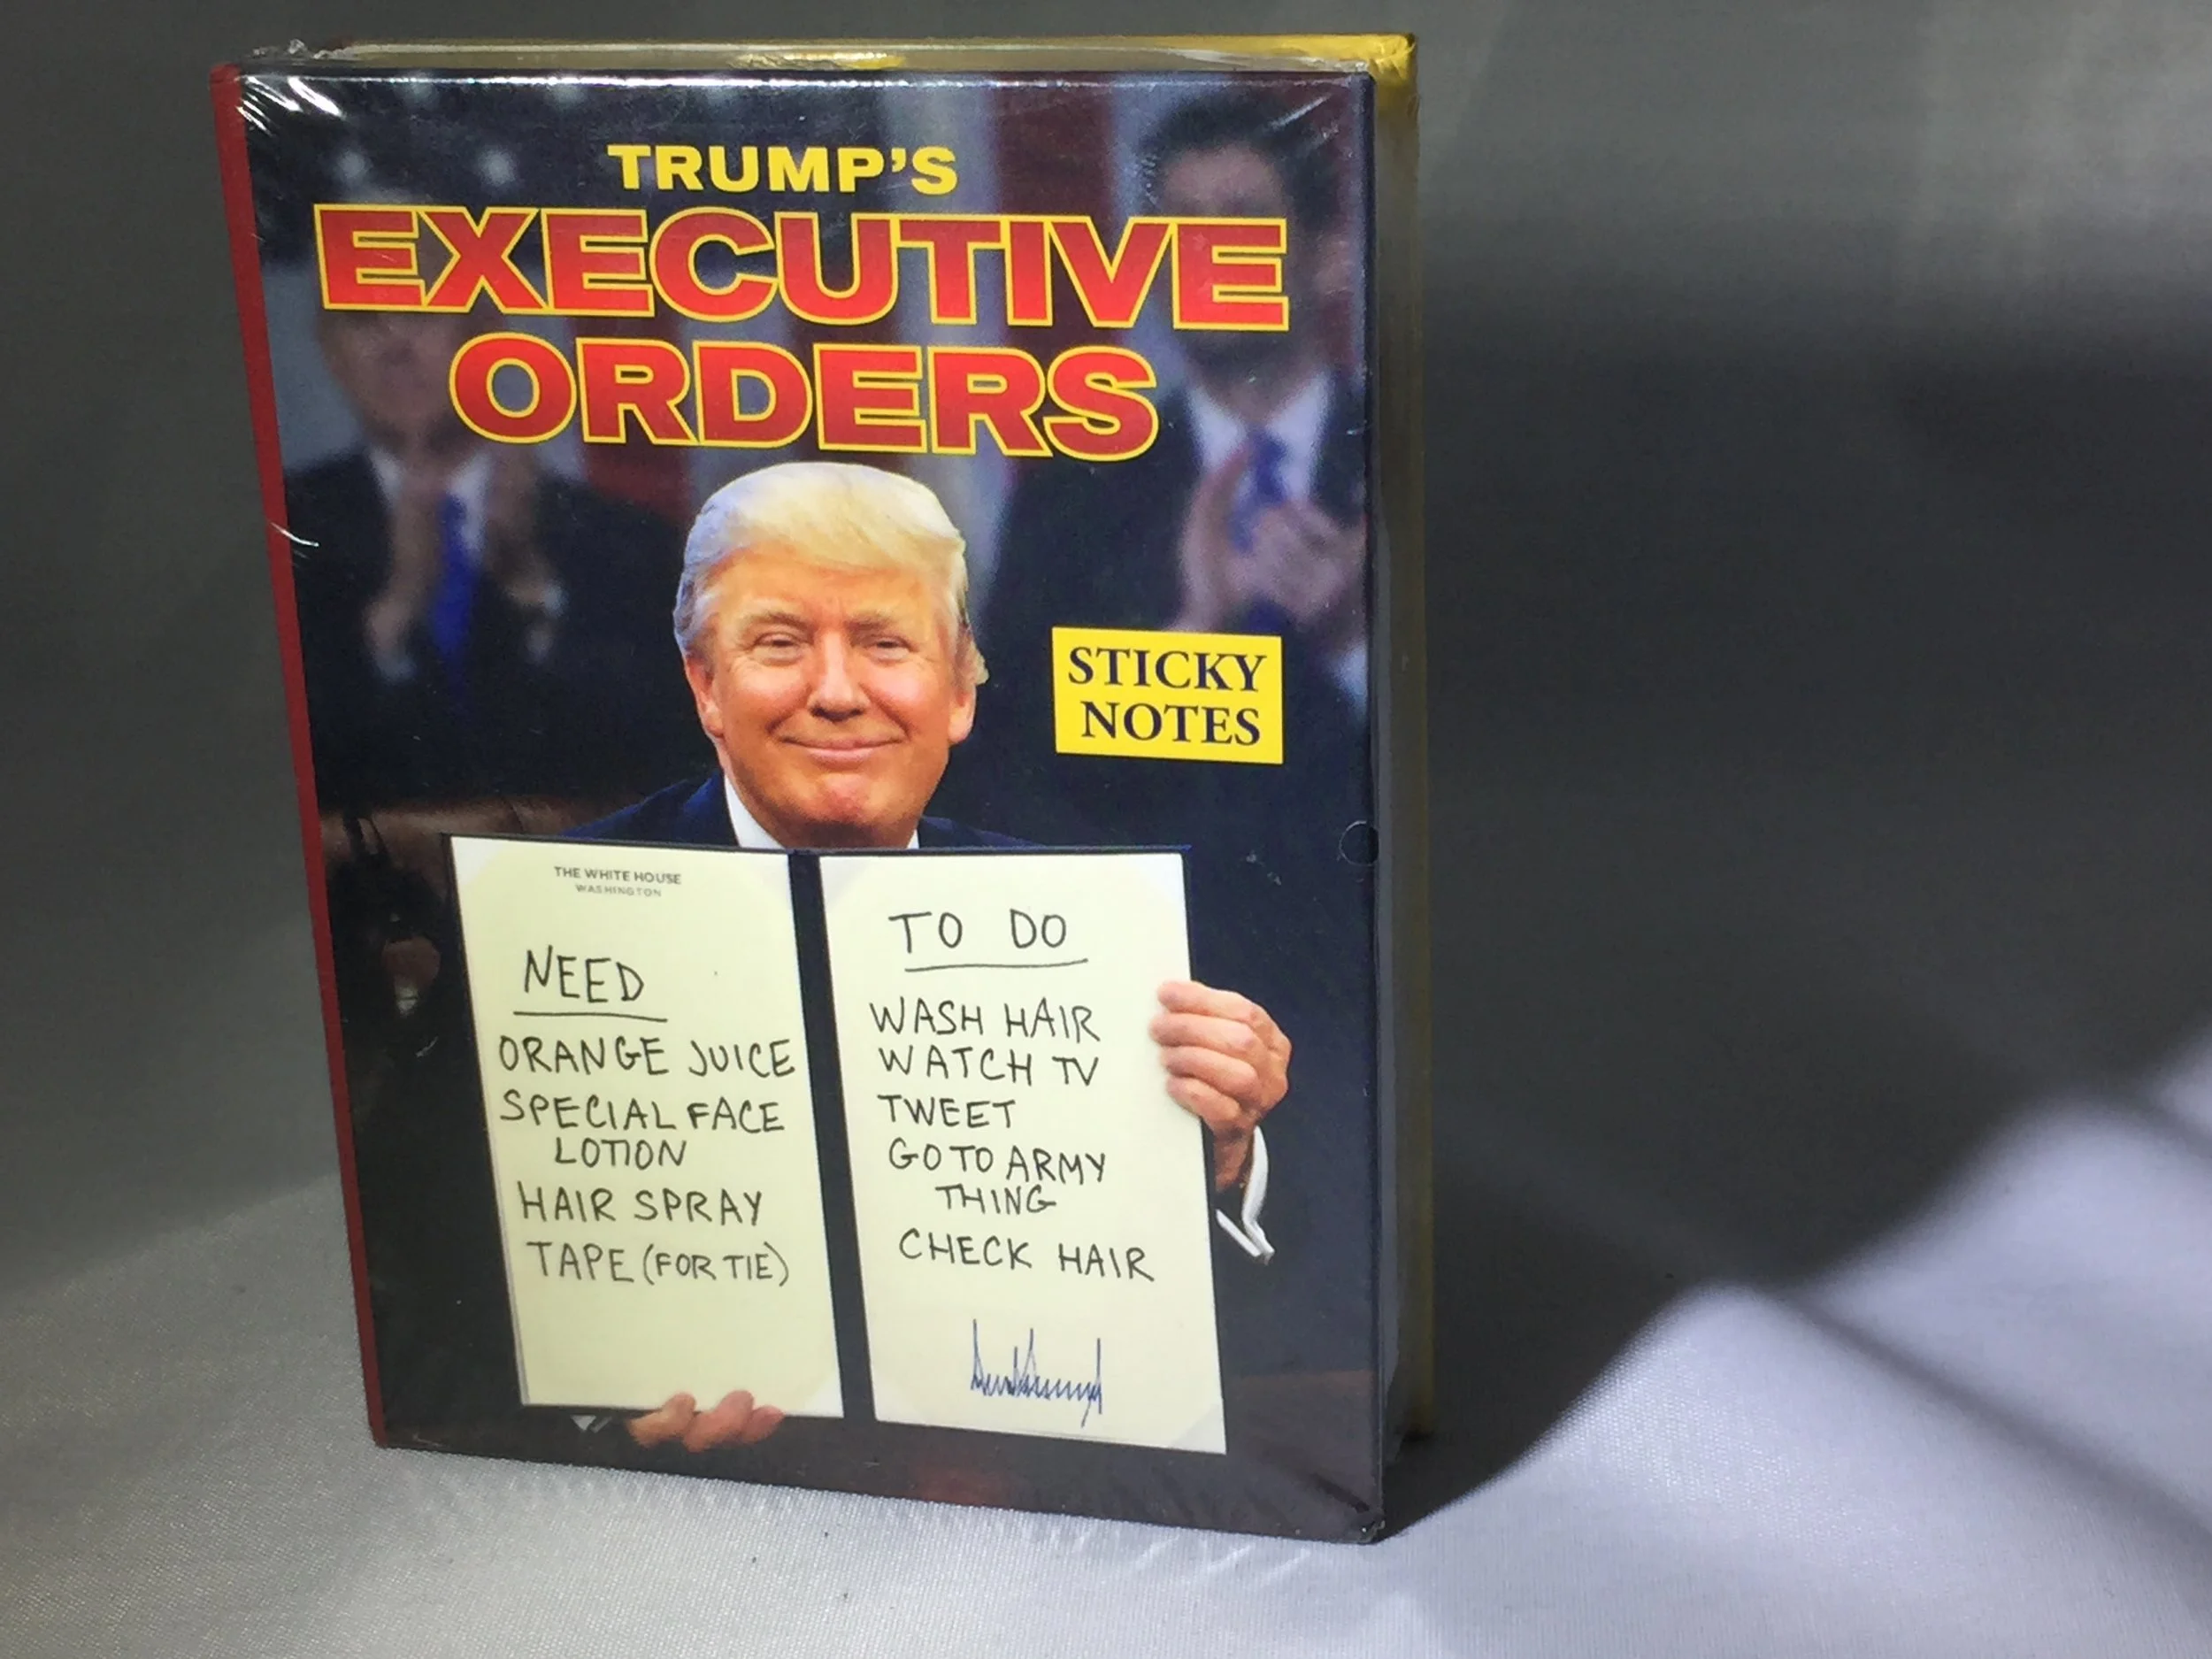 TRUMP'S
EXECUTIVE
ORDERS
STICKY
NOTES
THE WHITE HOUSE
WASHINGTON
NEED
ORANGE JUICE
SPECIAL FACE
LOTION
HAIR SPRAY
TAPE (FOR TIE)
TO DO
WASH HAIR
WATCH TV
TWEET
GO TO ARMY
THING
CHECK HAIR